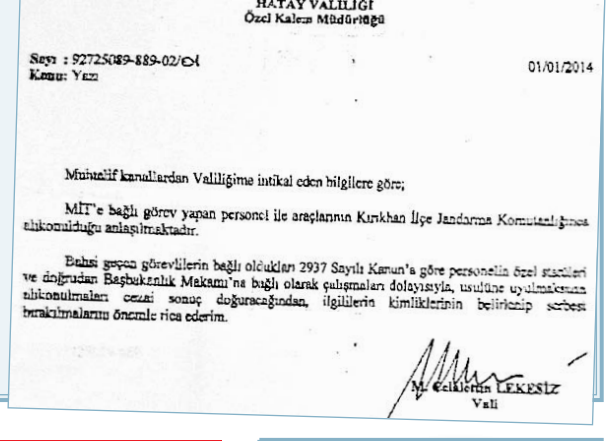 HATAY VALİLİĞİ
Özel Kalem Müdürlüğü
Sayı : 92725089-889-02/01
Konu: Yazı
01/01/2014
Muhtelif kanallardan Valiliğime intikal eden bilgilere göre;
MİT'e bağlı görev yapan personel ile araçlarının Kırıkhan İlçe Jandarma Komutanlığınca
alıkonulduğu anlaşılmaktadır.
Bahsi geçen görevlilerin bağlı oldukları 2937 Sayılı Kanun'a göre personelin özel statüleri
ve doğrudan Başbakanlık Makamı'na bağlı olarak çalışmaları dolayısıyla, usulüne uyulmaksızın
alıkonulmaları cezai sonuç doğuracağından, ilgililerin kimliklerinin belirlenip serbest
bırakılmalarını önemle rica ederim.
M. Celalettin LEKESİZ
Vali